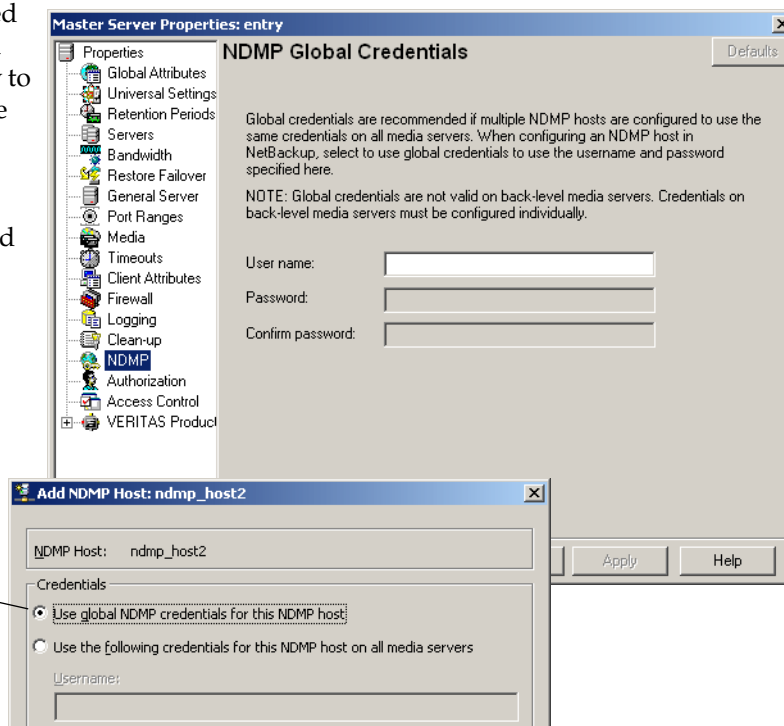 ed
Master Server Properties: entry
Properties
NDMP Global Credentials
Defaults
Global Attributes
to
Universal Settings
Retention Periods
Servers
Bandwidth
Restore Failover
General Server
Port Ranges
Media
Timeouts
Client Attributes
Firewall
Logging
Clean-up
NDMP
Authorization
Access Control
VERITAS Product
Global credentials are recommended if multiple NDMP hosts are configured to use the
same credentials on all media servers. When configuring an NDMP host in
NetBackup, select to use global credentials to use the username and password
specified here.
NOTE: Global credentials are not valid on back-level media servers. Credentials on
back-level media servers must be configured individually.
User name:
Password:
Confirm password:
Apply
Help
Add NDMP Host: ndmp_host2
NDMP Host: ndmp_host2
Credentials
Use global NDMP credentials for this NDMP host
Use the following credentials for this NDMP host on all media servers
Username: